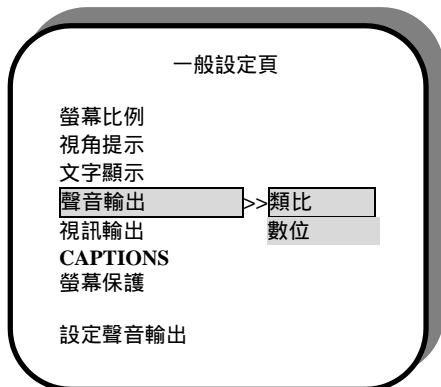 一般設定頁
螢幕比例
視角提示
文字顯示
聲音輸出 >>類比
視訊輸出 數位
CAPTIONS
螢幕保護
設定聲音輸出